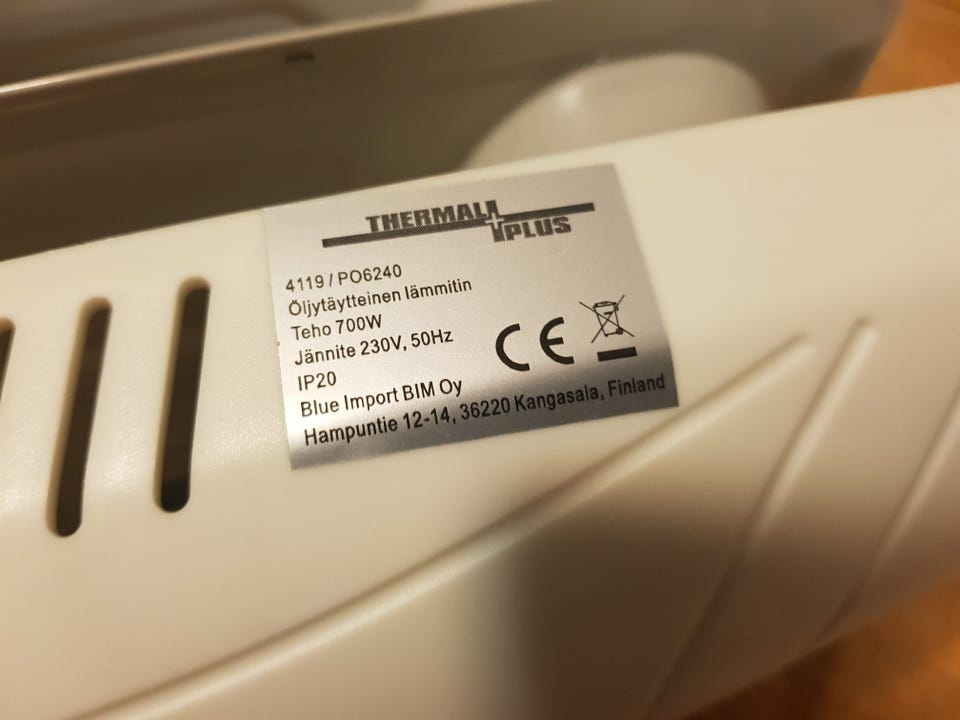 THERMAL
PLUS
4119 / PO6240
Öljytäytteinen lämmitin
Teho 700W
Jännite 230V, 50Hz
IP20
CE
Blue Import BIM Oy
Hampuntie 12-14, 36220 Kangasala, Finland